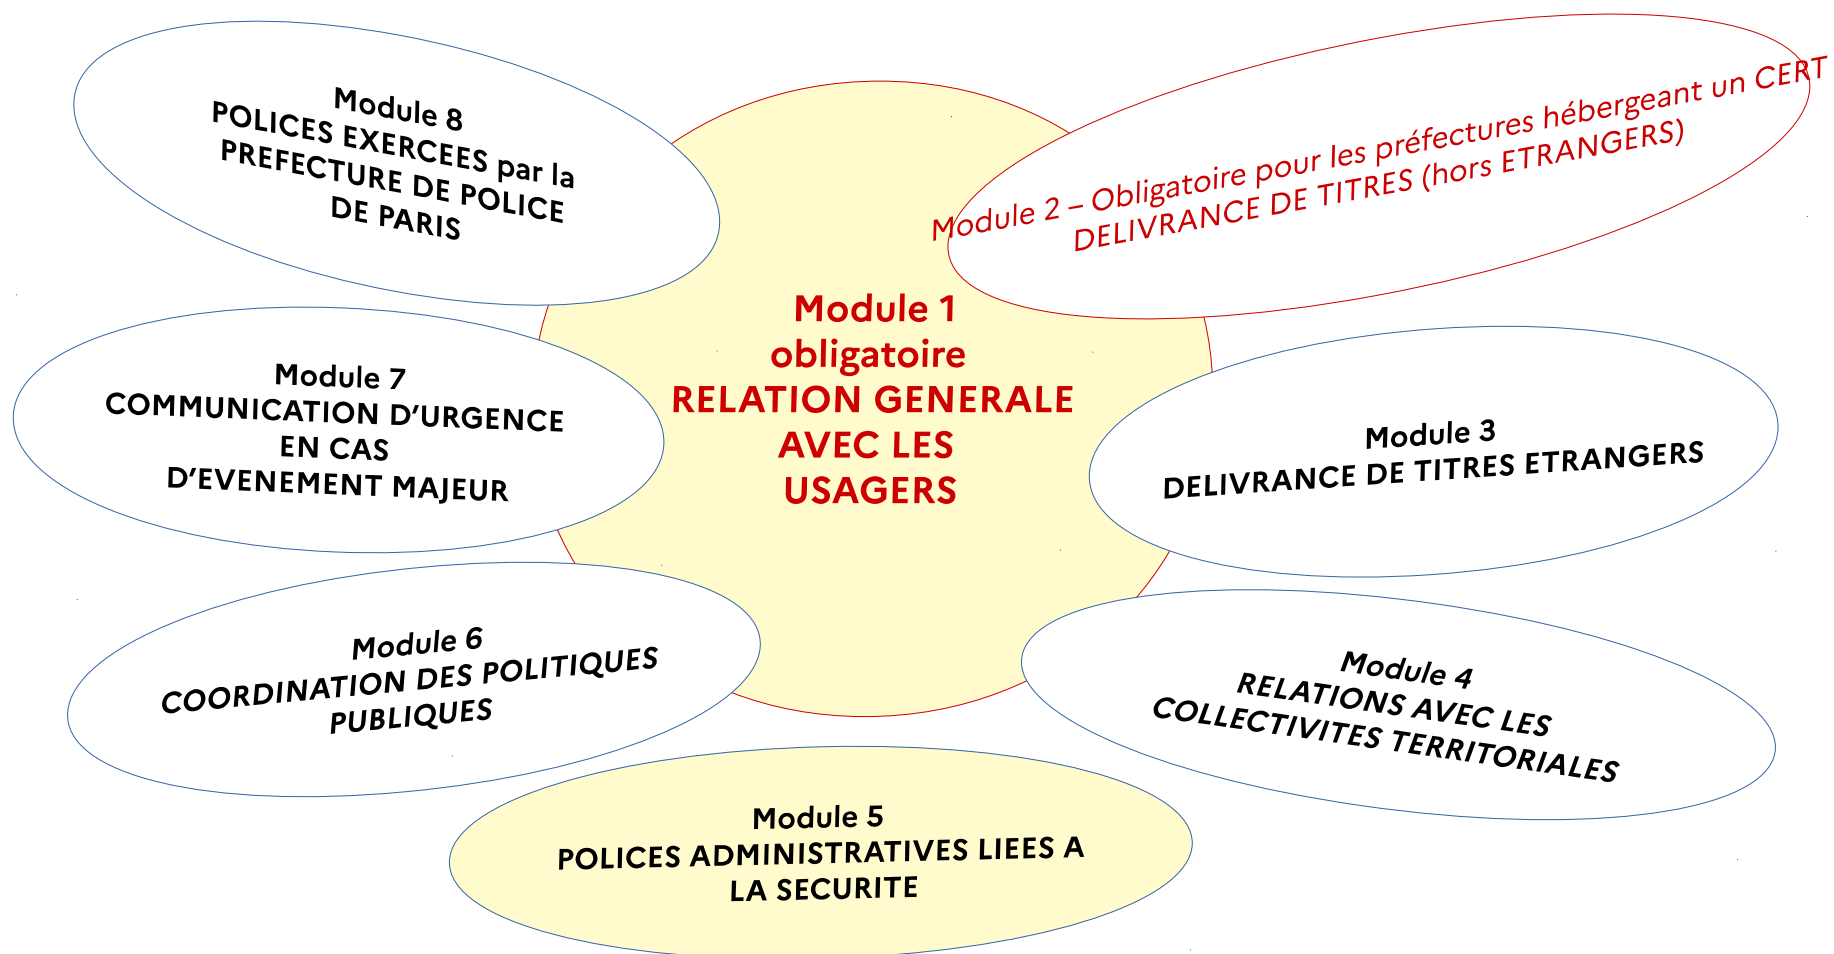 Module 1
obligatoire
RELATION GENERALE
AVEC LES
USAGERS
Module 2 – Obligatoire pour les préfectures hébergeant un CERT
DELIVRANCE DE TITRES (hors ETRANGERS)
Module 3
DELIVRANCE DE TITRES ETRANGERS
Module 4
RELATIONS AVEC LES
COLLECTIVITES TERRITORIALES
Module 5
POLICES ADMINISTRATIVES LIEES A
LA SECURITE
Module 6
COORDINATION DES POLITIQUES
PUBLIQUES
Module 7
COMMUNICATION D’URGENCE
EN CAS
D’EVENEMENT MAJEUR
Module 8
POLICES EXERCEES par la
PREFECTURE DE POLICE
DE PARIS